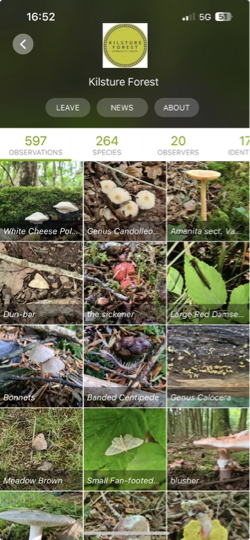 16:52
5G 51
KILSTURE
FOREST
Kilsture Forest
LEAVE NEWS ABOUT
597 264 20 17
OBSERVATIONS SPECIES OBSERVERS IDENT
White Cheese Pol... Genus Candolleo... Amanita sect. Va...
Dun-bar the sickener Large Red Damse...
Bonnets Banded Centipede Genus Calocera
Meadow Brown Small Fan-footed... blusher